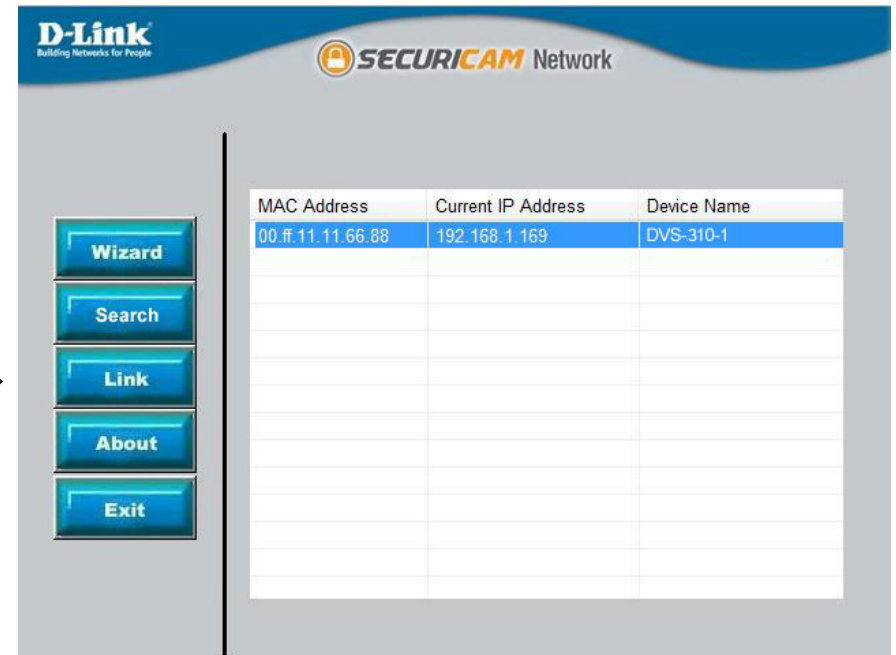 D-Link
Building Networks for People
SECURICAM Network
MAC Address Current IP Address Device Name
00.ff.11.11.66.88 192.168.1.169 DVS-310-1
Wizard
Search
Link
About
Exit